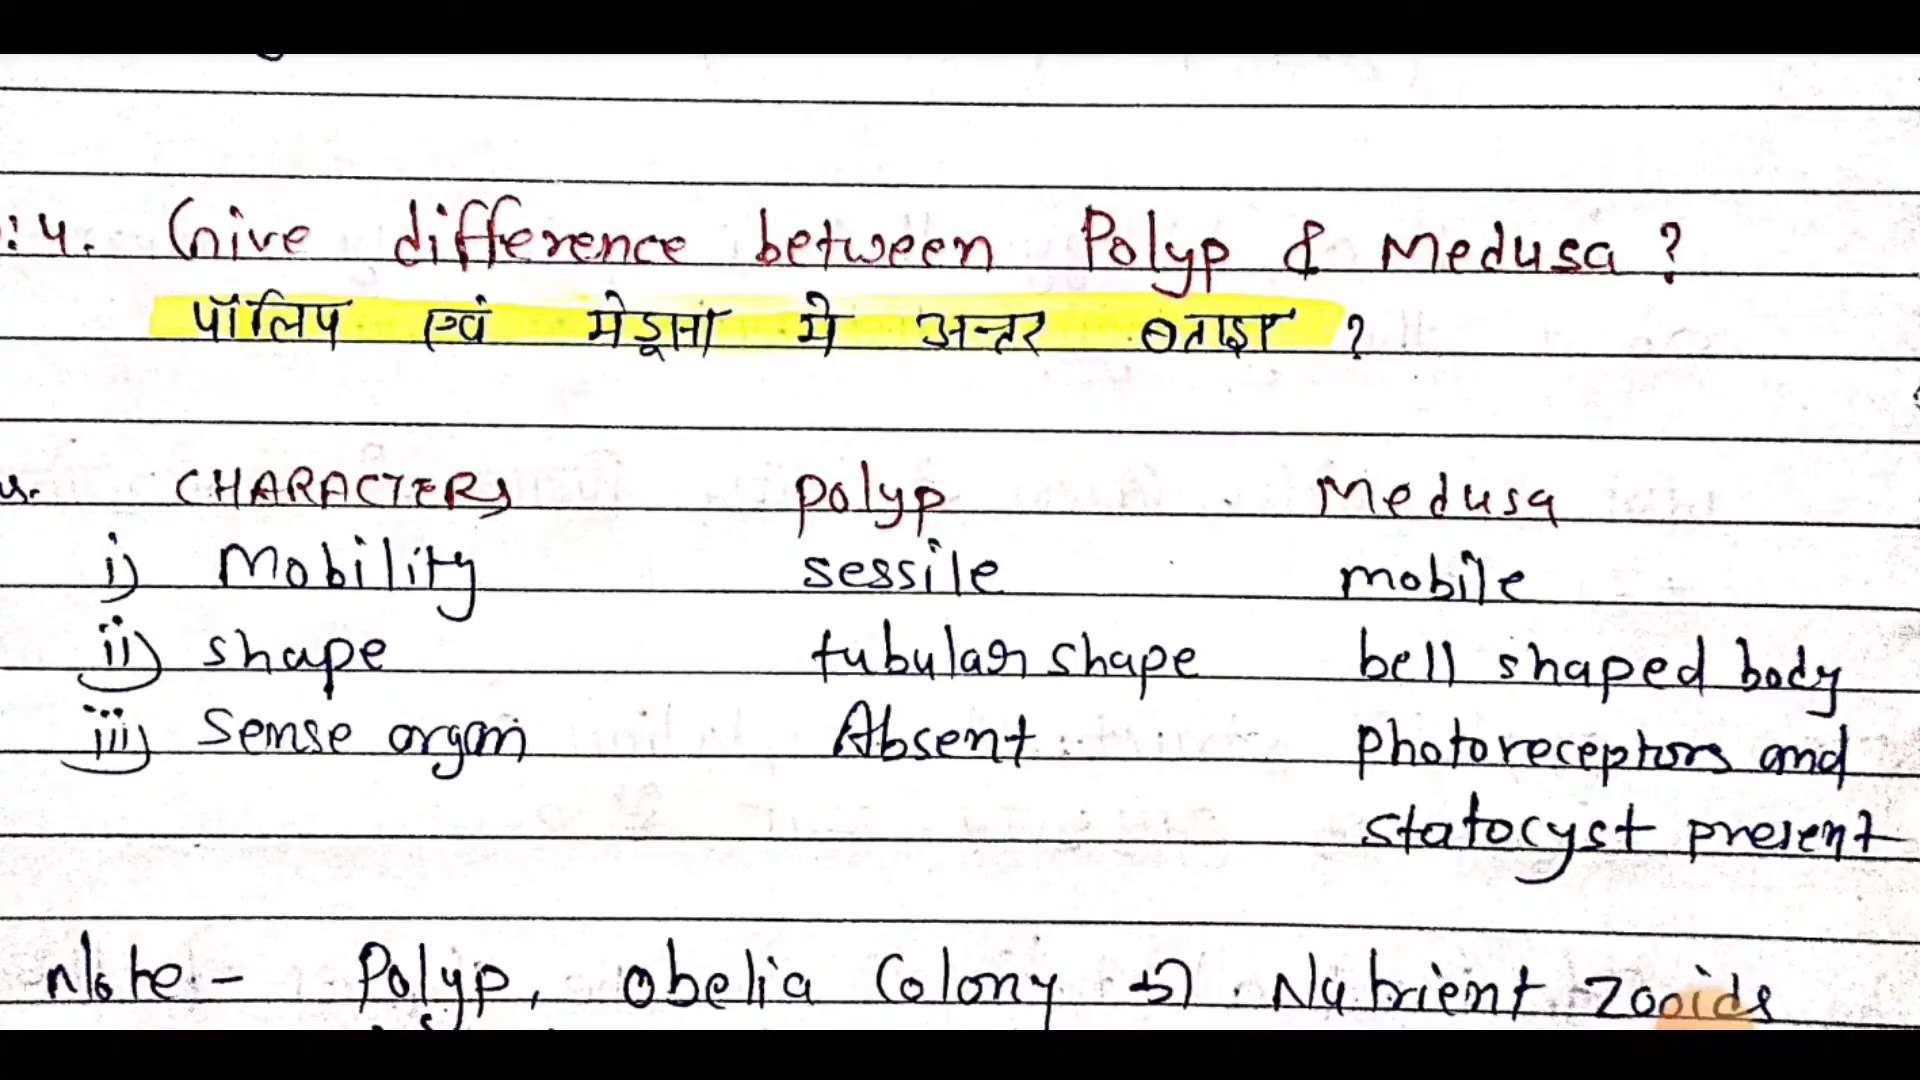 :4. Give difference between Polyp & Medusa ?
पॉलिप एवं मेडूसा में अन्तर बताइए ?
CHARACTERS polyp Medusa
i) Mobility sessile mobile
ii) shape tubular shape bell shaped body
iii) Sense organ Absent photoreceptors and
statocyst present
Note:- Polyp, Obelia Colony का Nutrient zooids